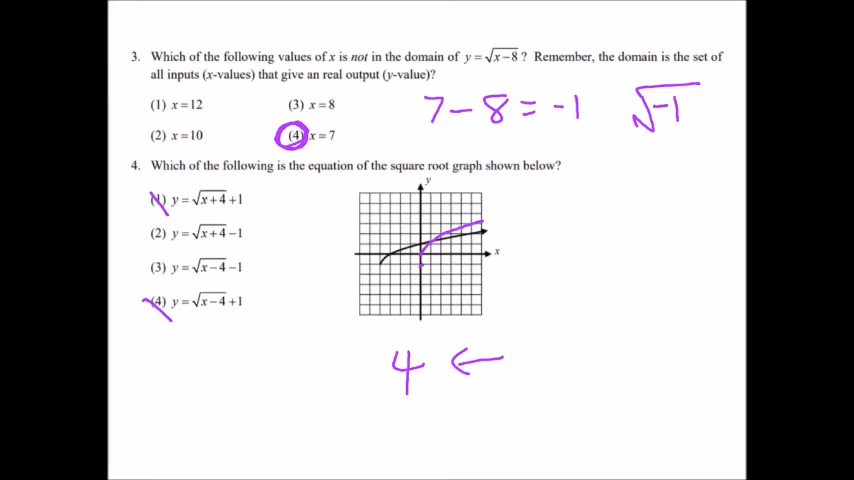 3. Which of the following values of x is not in the domain of y = √(x−8) ? Remember, the domain is the set of
all inputs (x-values) that give an real output (y-value)?
7 − 8 = −1 √−1
(1) x = 12 (3) x = 8
(2) x = 10 (4) x = 7
4. Which of the following is the equation of the square root graph shown below?
(1) y = √(x+4) + 1
(2) y = √(x+4) − 1
(3) y = √(x−4) − 1
(4) y = √(x−4) + 1
y
x
4 ←